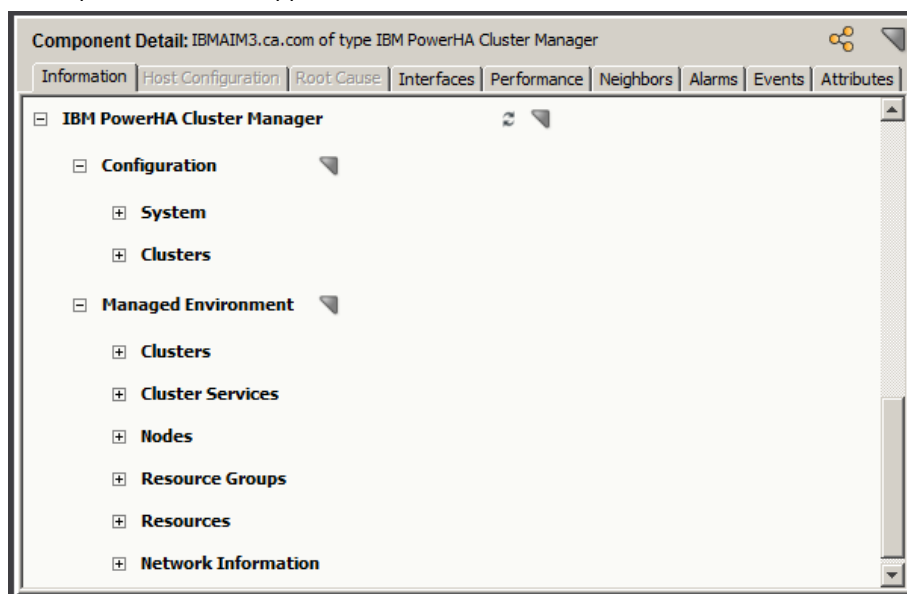 Component Detail: IBMAIM3.ca.com of type IBM PowerHA Cluster Manager
Information Host Configuration Root Cause Interfaces Performance Neighbors Alarms Events Attributes
IBM PowerHA Cluster Manager
Configuration
System
Clusters
Managed Environment
Clusters
Cluster Services
Nodes
Resource Groups
Resources
Network Information